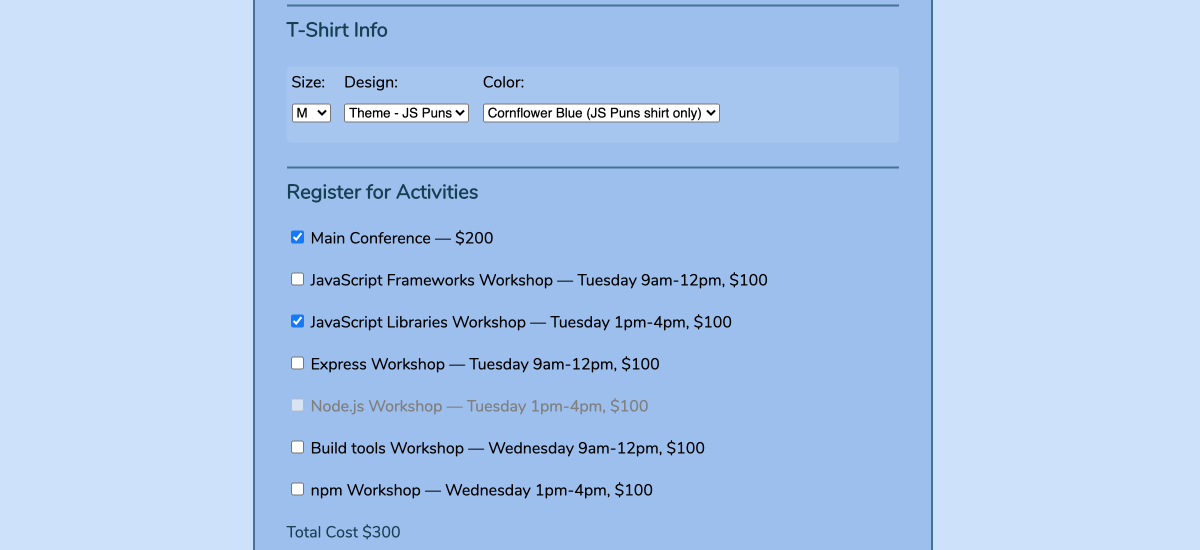 T-Shirt Info
Size: Design: Color:
M Theme - JS Puns Cornflower Blue (JS Puns shirt only)
Register for Activities
Main Conference — $200
JavaScript Frameworks Workshop — Tuesday 9am-12pm, $100
JavaScript Libraries Workshop — Tuesday 1pm-4pm, $100
Express Workshop — Tuesday 9am-12pm, $100
Node.js Workshop — Tuesday 1pm-4pm, $100
Build tools Workshop — Wednesday 9am-12pm, $100
npm Workshop — Wednesday 1pm-4pm, $100
Total Cost $300